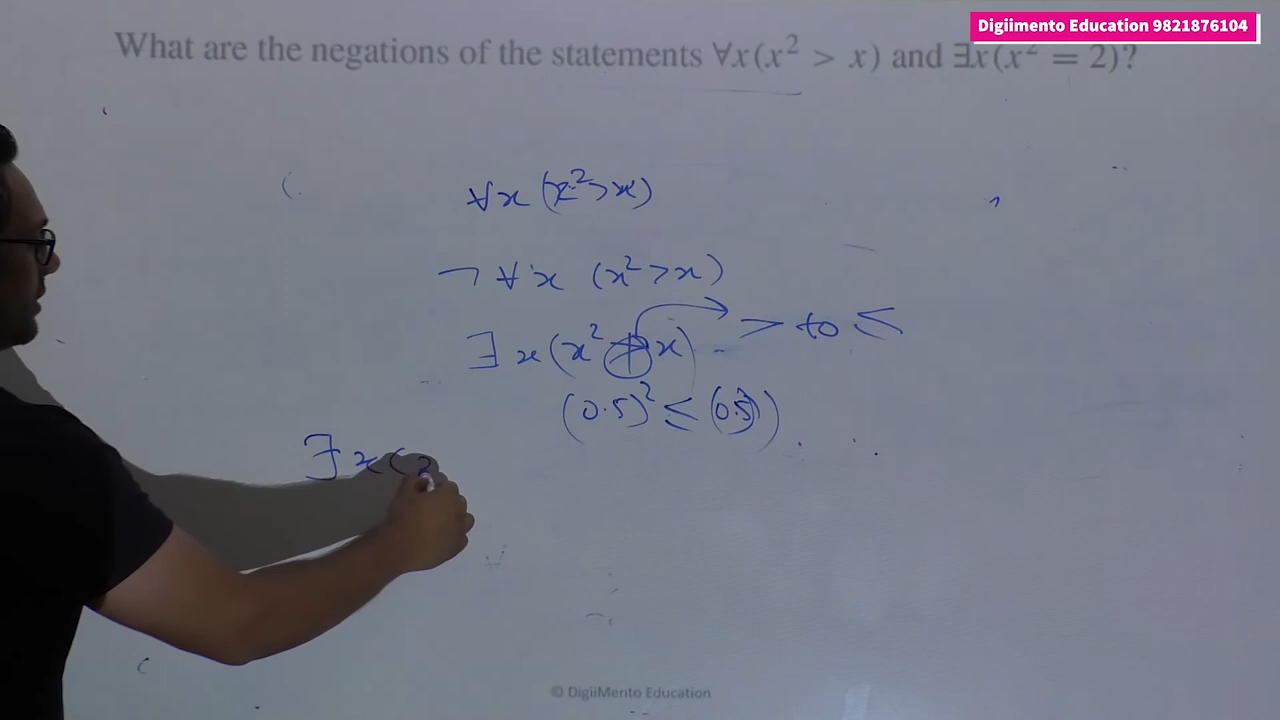 Digiimento Education 9821876104
What are the negations of the statements ∀x(x² > x) and ∃x(x² = 2)?
∀x (x² > x)
¬ ∀x (x² > x)
∃x (x² ≯ x) > to ≤
(0.5)² ≤ (0.5))
∃x(
© DigiiMento Education